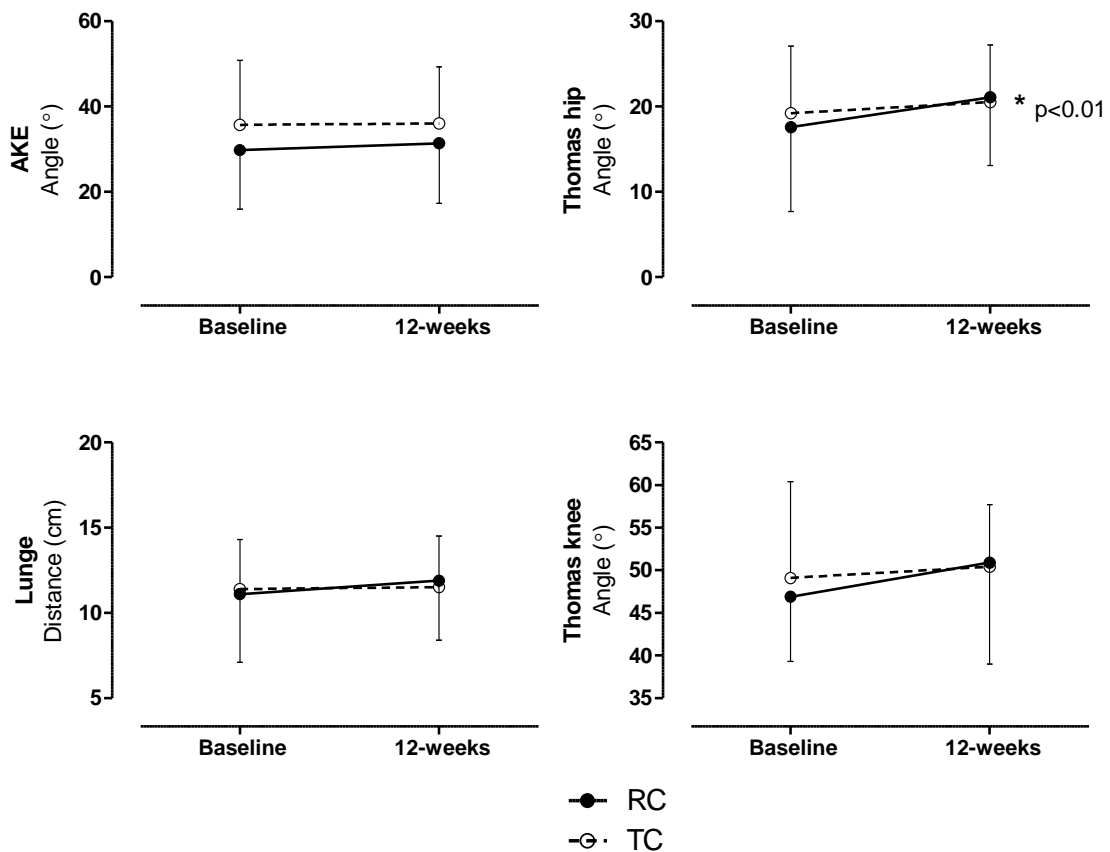 AKE
Angle (°)
60
40
20
0
Baseline 12-weeks
Thomas hip
Angle (°)
30
20
10
0
* p<0.01
Baseline 12-weeks
Lunge
Distance (cm)
20
15
10
5
Baseline 12-weeks
Thomas knee
Angle (°)
65
60
55
50
45
40
35
Baseline 12-weeks
RC
TC